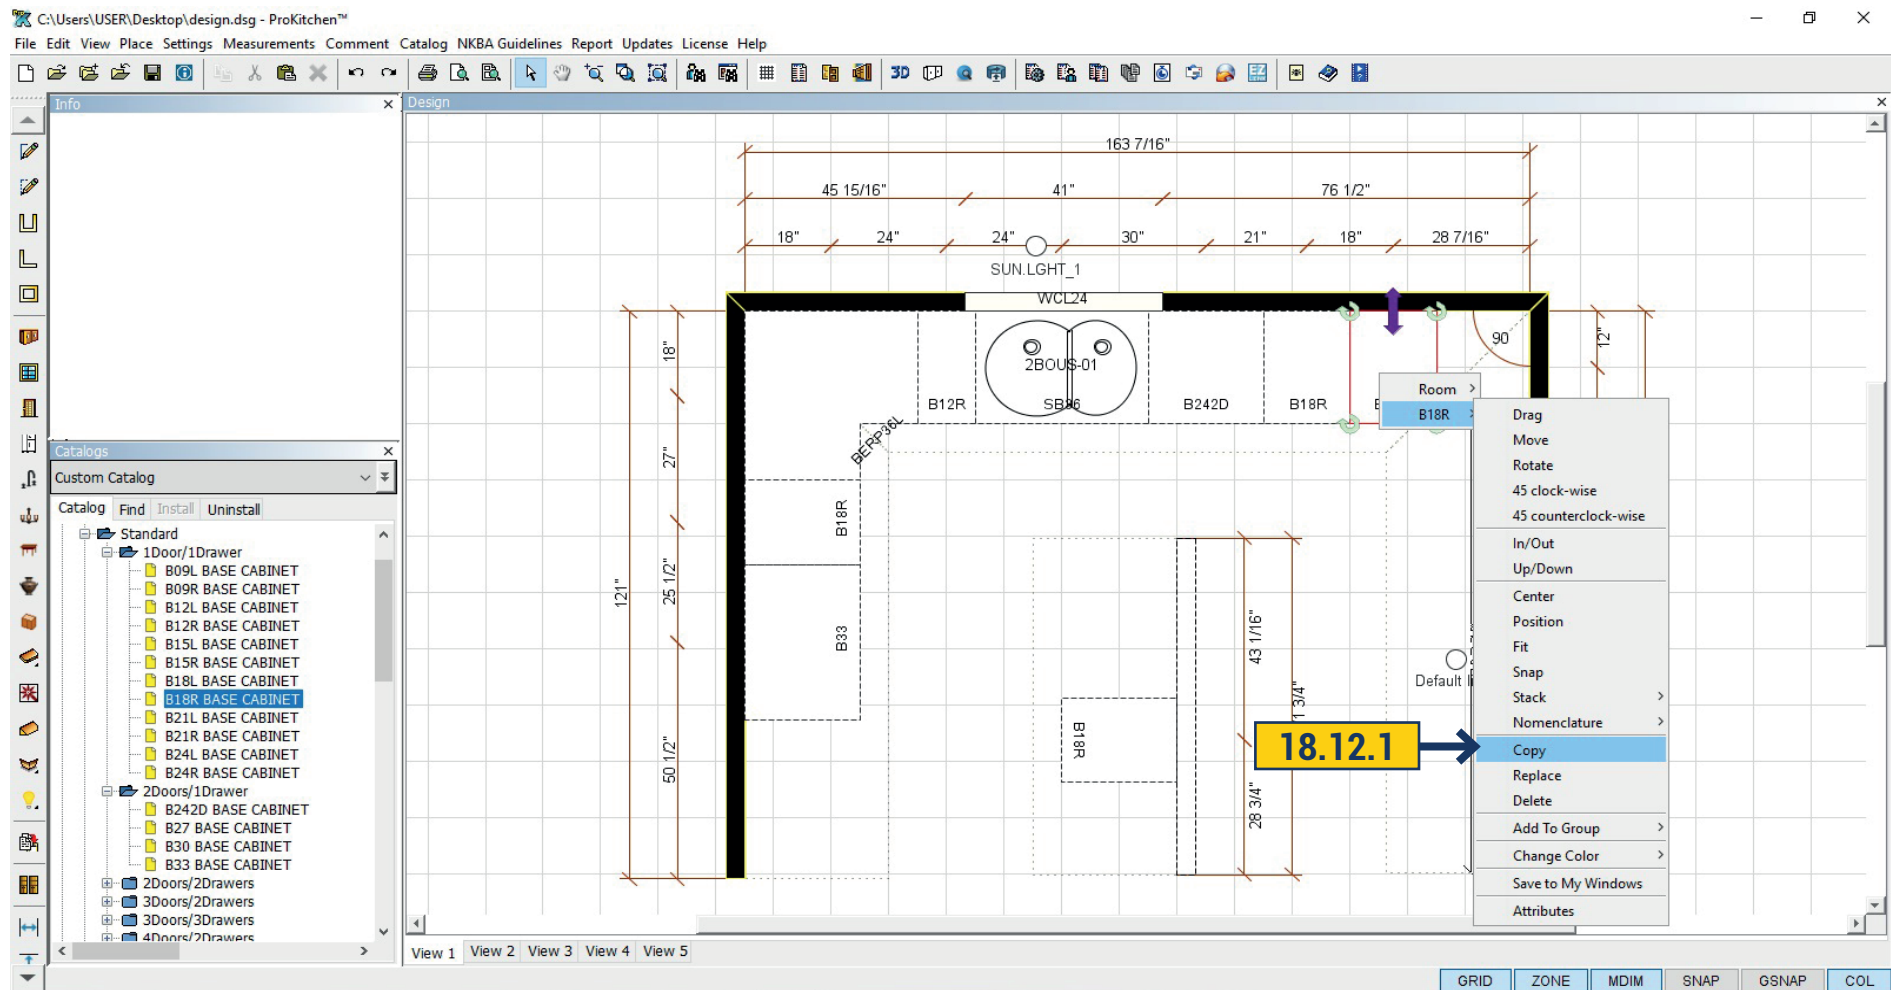 C:\Users\USER\Desktop\design.dsg - ProKitchen™
File Edit View Place Settings Measurements Comment Catalog NKBA Guidelines Report Updates License Help
3D
Info
Design
163 7/16"
45 15/16" 41" 76 1/2"
18" 24" 24" 30" 21" 18" 28 7/16"
SUN.LGHT_1
WCL24
90
12"
18"
2BOUS-01
B12R SB36 B242D B18R
BERP36L
27"
B18R
25 1/2"
121"
B33
50 1/2"
43 1/16"
B18R
28 3/4"
Room
B18R
Drag
Move
Rotate
45 clock-wise
45 counterclock-wise
In/Out
Up/Down
Center
Position
Fit
Snap
Stack
Nomenclature
Copy
Replace
Delete
Add To Group
Change Color
Save to My Windows
Attributes
Default
18.12.1
Catalogs
Custom Catalog
Catalog Find Install Uninstall
Standard
1Door/1Drawer
B09L BASE CABINET
B09R BASE CABINET
B12L BASE CABINET
B12R BASE CABINET
B15L BASE CABINET
B15R BASE CABINET
B18L BASE CABINET
B18R BASE CABINET
B21L BASE CABINET
B21R BASE CABINET
B24L BASE CABINET
B24R BASE CABINET
2Doors/1Drawer
B242D BASE CABINET
B27 BASE CABINET
B30 BASE CABINET
B33 BASE CABINET
2Doors/2Drawers
3Doors/2Drawers
3Doors/3Drawers
4Doors/2Drawers
View 1 View 2 View 3 View 4 View 5
GRID ZONE MDIM SNAP GSNAP COL